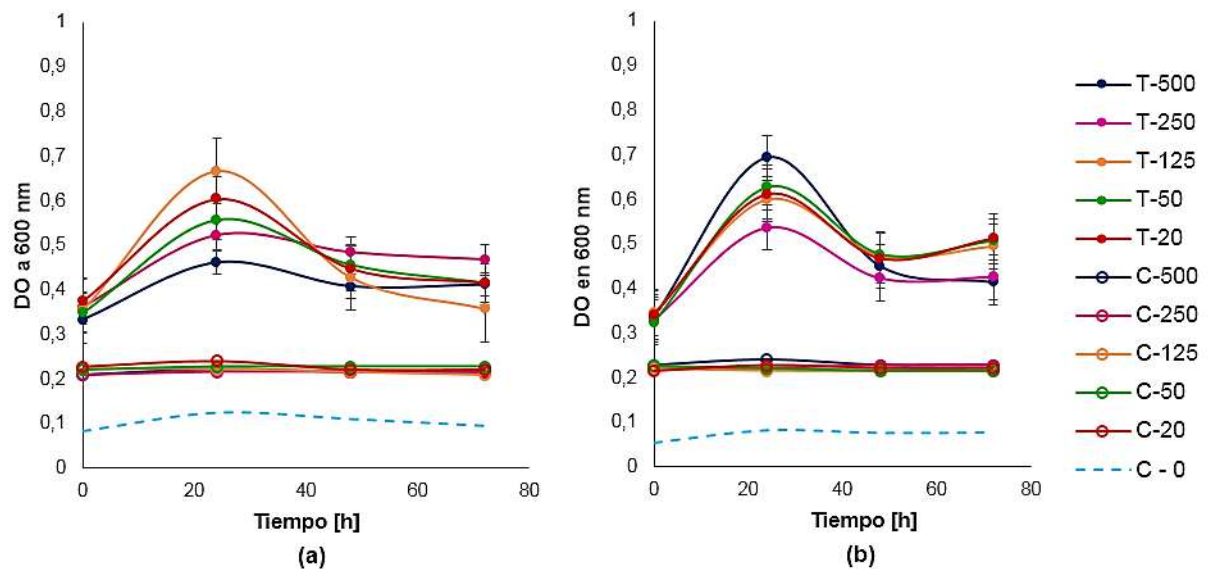 1
0,9
0,8
0,7
0,6
0,5
0,4
0,3
0,2
0,1
0
DO a 600 nm
0 20 40 60 80
Tiempo [h]
(a)
1
0,9
0,8
0,7
0,6
0,5
0,4
0,3
0,2
0,1
0
DO en 600 nm
0 20 40 60 80
Tiempo [h]
(b)
T-500
T-250
T-125
T-50
T-20
C-500
C-250
C-125
C-50
C-20
C - 0